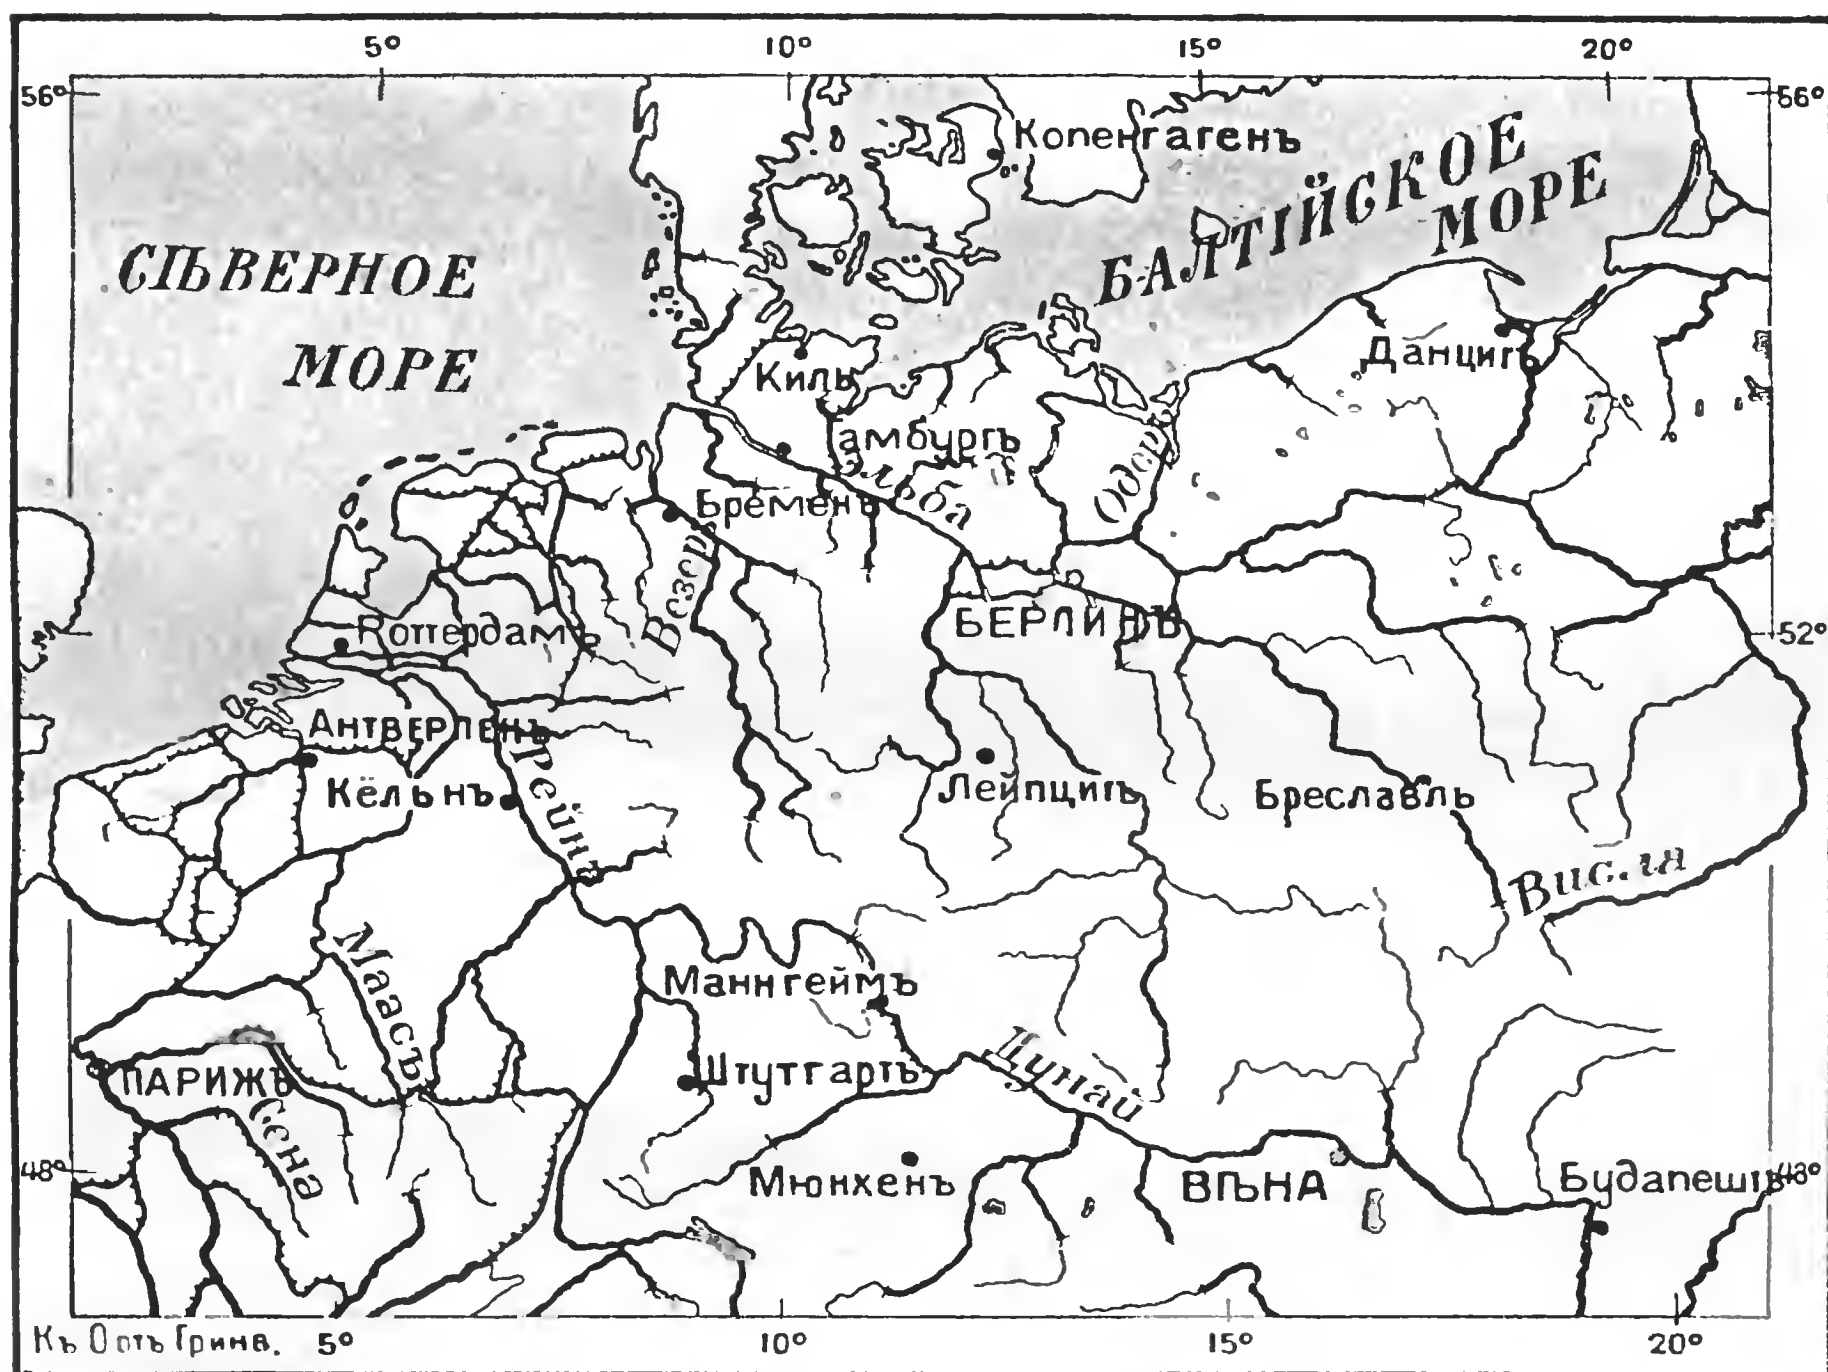 5° 10° 15° 20°
56° 56°
Копенгагенъ
БАЛТІЙСКОЕ
МОРЕ
СѢВЕРНОЕ
МОРЕ
Данцигъ
Киль
амбургъ
Эльба
Одеръ
Бременъ
Везеръ
БЕРЛИНЪ
52°
Роттердамъ
Антверпенъ
Рейнъ
Кёльнъ
Лейпцигъ
Бреславль
Висла
Маасъ
Маннгеймъ
Штутгартъ
Дунай
ПАРИЖЪ
Сена
48° 48°
Мюнхенъ
ВѢНА
Будапештъ
Къ О отъ Гринв.
5° 10° 15° 20°